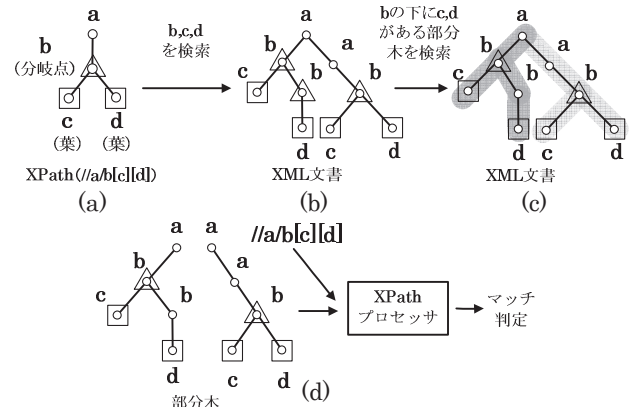 a
b
(分岐点)
c
d
(葉)
(葉)
XPath(//a/b[c][d])
(a)
b,c,d
を検索
a
b
a
c
b
b
d
c
d
XML文書
(b)
bの下にc,d
がある部分
木を検索
a
b
a
c
b
b
d
c
d
XML文書
(c)
a
b
c
b
d
a
a
b
c
d
部分木
//a/b[c][d]
XPath
プロセッサ
マッチ
判定
(d)